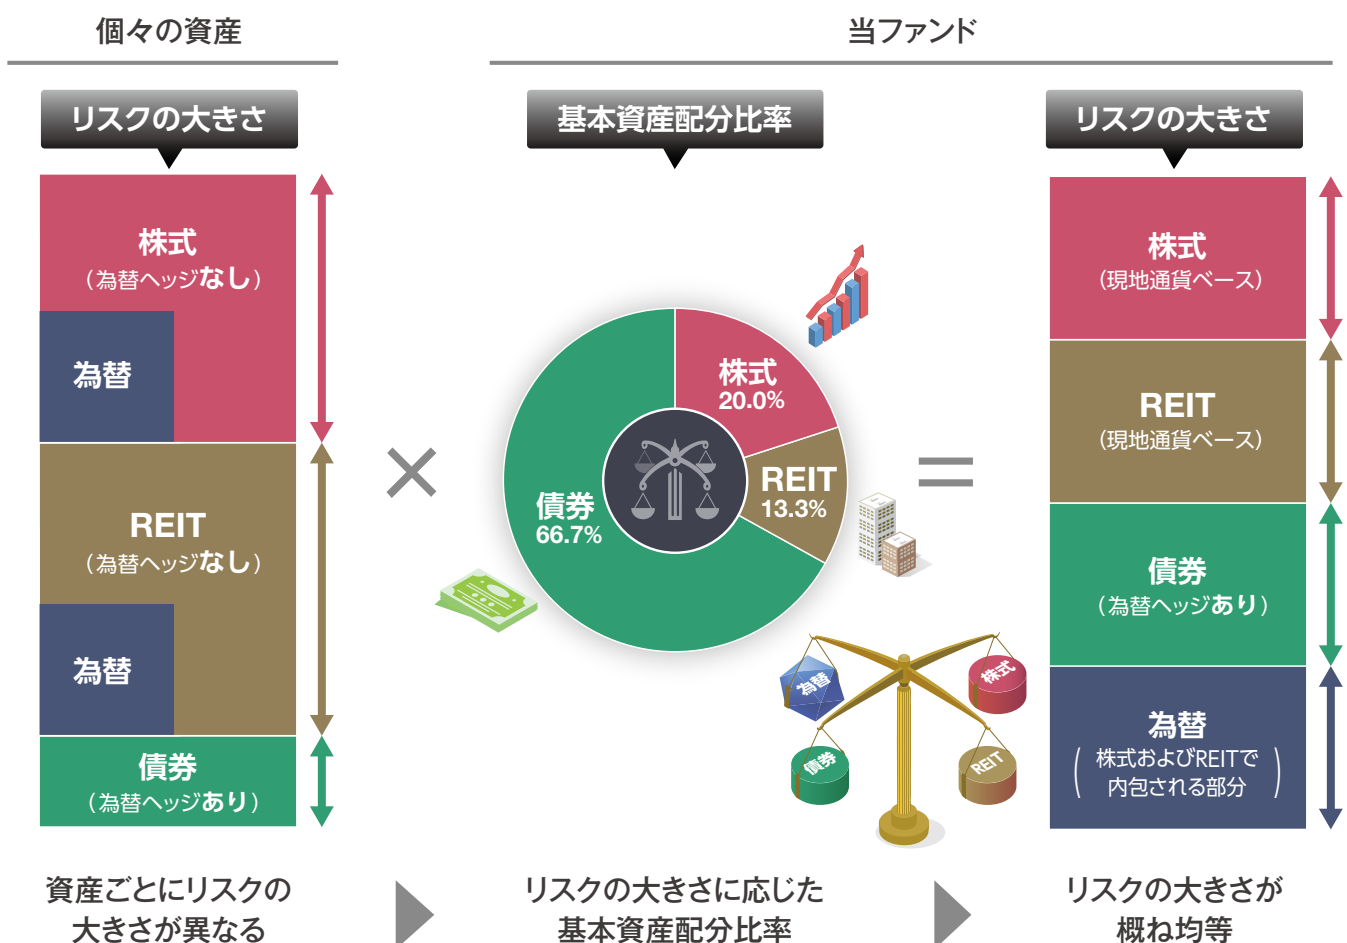 個々の資産
当ファンド
リスクの大きさ
株式
(為替ヘッジなし)
為替
REIT
(為替ヘッジなし)
為替
債券
(為替ヘッジあり)
資産ごとにリスクの
大きさが異なる
×
基本資産配分比率
株式
20.0%
REIT
13.3%
債券
66.7%
為替
株式
債券
REIT
リスクの大きさに応じた
基本資産配分比率
=
リスクの大きさ
株式
(現地通貨ベース)
REIT
(現地通貨ベース)
債券
(為替ヘッジあり)
為替
(株式およびREITで
内包される部分)
リスクの大きさが
概ね均等